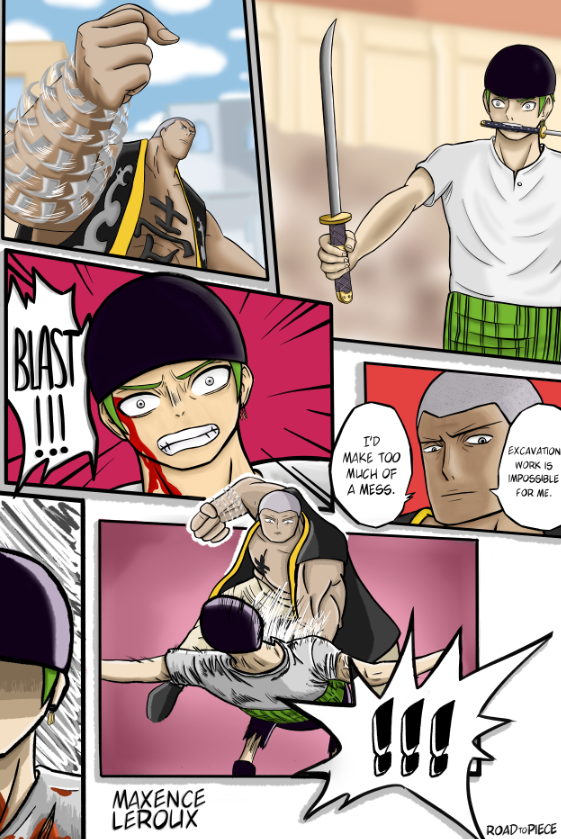 BLAST
!!!
I'D
MAKE TOO
MUCH OF
A MESS.
EXCAVATION
WORK IS
IMPOSSIBLE
FOR ME.
!!!
MAXENCE
LEROUX
ROAD TO PIECE